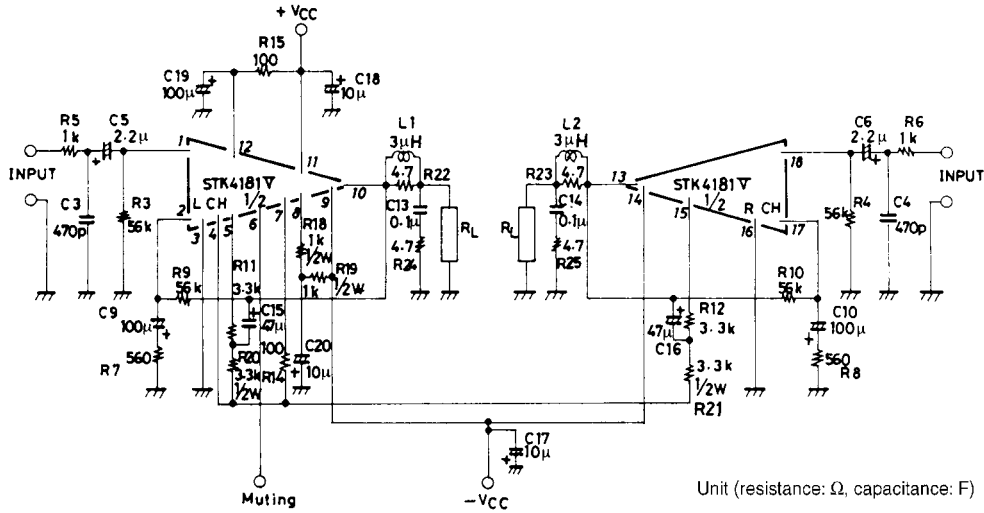 + VCC
R15
100
C19
100μ
+
+
C18
10μ
R5
1k
C5
2.2μ
+
INPUT
C3
470p
R3
56k
1
12
11
STK4181V
1/2
L CH
2
3
4
5
6
7
8
9
10
L1
3μH
4.7
R22
C13
0.1μ
4.7
R24
RL
R18
1k
1/2W
R19
1k
1/2W
R9
56k
R11
3.3k
C9
100μ
+
R7
560
C15
+
47μ
R20
3.3k
1/2W
100
R14
C20
10μ
+
L2
3μH
R23
4.7
C14
0.1μ
4.7
R25
RL
13
14
15
16
17
18
STK4181V
1/2
R CH
C6
2.2μ
+
R6
1k
INPUT
56k
R4
C4
470p
R10
56k
R12
3.3k
+
47μ
C16
3.3k
1/2W
R21
C10
100μ
+
560
R8
C17
10μ
+
Muting
−VCC
Unit (resistance: Ω, capacitance: F)